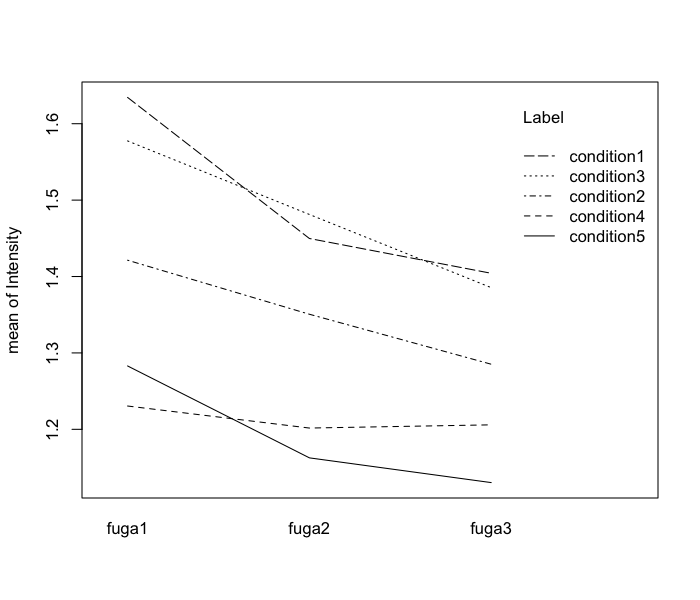 Label
condition1
condition3
condition2
condition4
condition5
mean of Intensity
1.6
1.5
1.4
1.3
1.2
fuga1 fuga2 fuga3